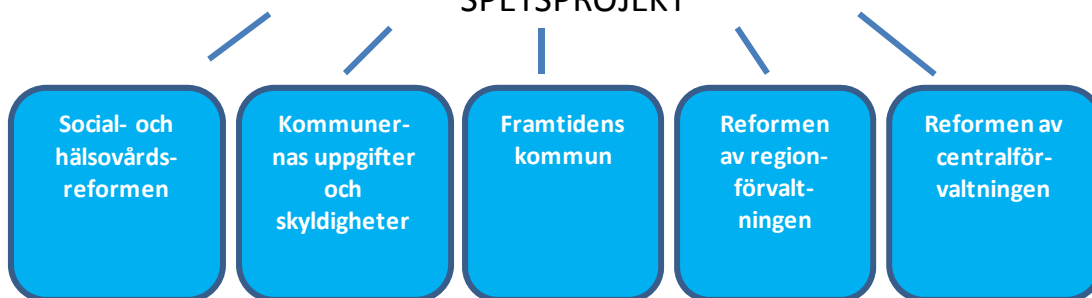 SPETSPROJEKT
Social- och
hälsovårds-
reformen
Kommuner-
nas uppgifter
och
skyldigheter
Framtidens
kommun
Reformen
av region-
förvalt-
ningen
Reformen av
centralför-
valtningen